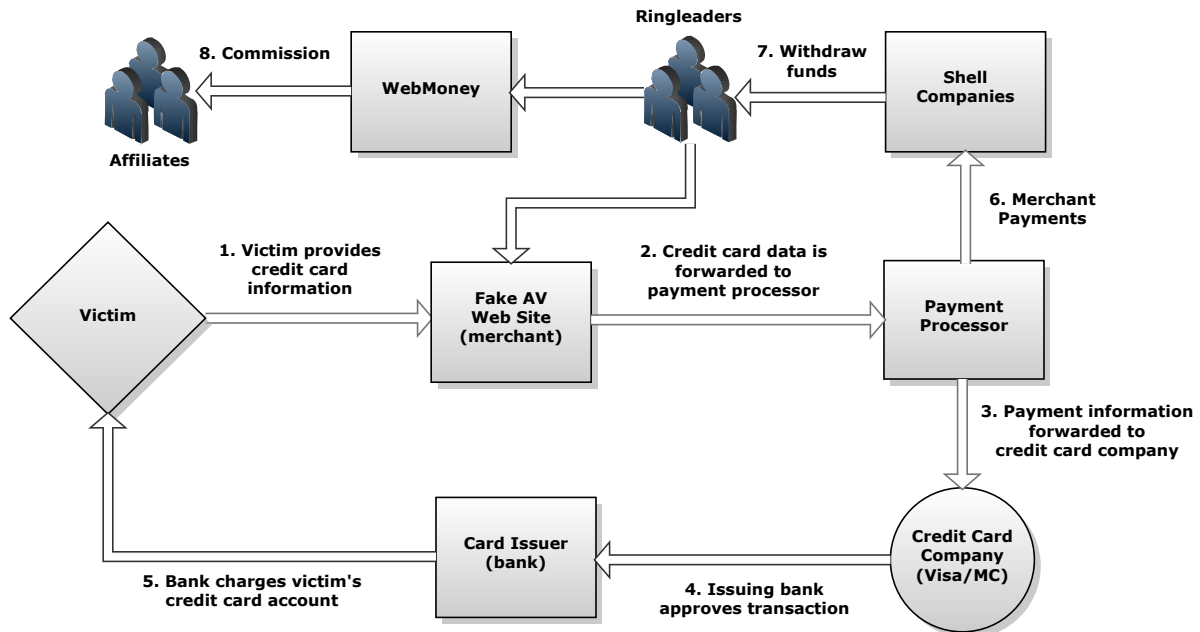 Ringleaders
8. Commission
7. Withdraw
funds
WebMoney
Shell
Companies
Affiliates
6. Merchant
Payments
1. Victim provides
credit card
information
2. Credit card data is
forwarded to
payment processor
Victim
Fake AV
Web Site
(merchant)
Payment
Processor
3. Payment information
forwarded to
credit card company
Card Issuer
(bank)
Credit Card
Company
(Visa/MC)
5. Bank charges victim's
credit card account
4. Issuing bank
approves transaction